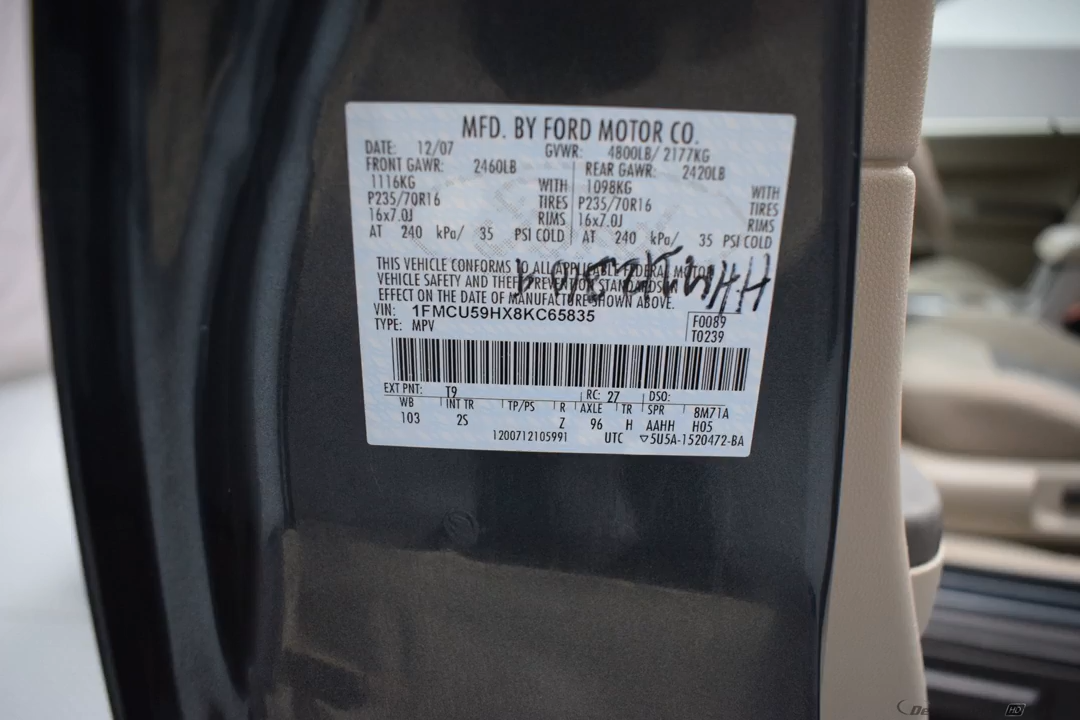 MFD. BY FORD MOTOR CO.
DATE: 12/07 GVWR: 4800LB/ 2177KG
FRONT GAWR: 2460LB REAR GAWR: 2420LB
1116KG WITH 1098KG WITH
P235/70R16 TIRES P235/70R16 TIRES
16x7.0J RIMS 16x7.0J RIMS
AT 240 kPa/ 35 PSI COLD AT 240 kPa/ 35 PSI COLD
THIS VEHICLE CONFORMS TO ALL APPLICABLE FEDERAL MOTOR
VEHICLE SAFETY AND THEFT PREVENTION STANDARDS IN
EFFECT ON THE DATE OF MANUFACTURE SHOWN ABOVE.
VIN: 1FMCU59HX8KC65835 F0089
TYPE: MPV T0239
EXT PNT: T9 RC: 27 DSO:
WB INT TR TP/PS R AXLE TR SPR 8M71A
103 2S Z 96 H AAHH H05
1200712105991 UTC ▽5U5A-1520472-BA
HD